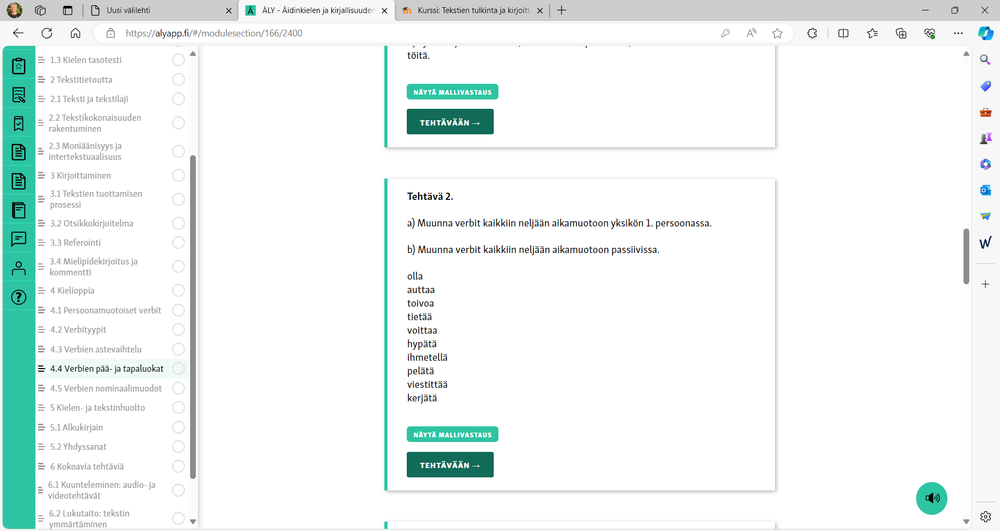 Uusi välilehti
ÄLY - Äidinkielen ja kirjallisuuden
Kurssi: Tekstien tulkinta ja kirjoitt
https://alyapp.fi/#/modulesection/166/2400
1.3 Kielen tasotesti
2 Tekstitietoutta
2.1 Teksti ja tekstilaji
2.2 Tekstikokonaisuuden
rakentuminen
2.3 Moniäänisyys ja
intertekstuaalisuus
3 Kirjoittaminen
3.1 Tekstien tuottamisen
prosessi
3.2 Otsikkokirjoitelma
3.3 Referointi
3.4 Mielipidekirjoitus ja
kommentti
4 Kielioppia
4.1 Persoonamuotoiset verbit
4.2 Verbityypit
4.3 Verbien astevaihtelu
4.4 Verbien pää- ja tapaluokat
4.5 Verbien nominaalimuodot
5 Kielen- ja tekstinhuolto
5.1 Alkukirjain
5.2 Yhdyssanat
6 Kokoavia tehtäviä
6.1 Kuunteleminen: audio- ja
videotehtävät
6.2 Lukutaito: tekstin
ymmärtäminen
töitä.
NÄYTÄ MALLIVASTAUS
TEHTÄVÄÄN →
Tehtävä 2.
a) Muunna verbit kaikkiin neljään aikamuotoon yksikön 1. persoonassa.
b) Muunna verbit kaikkiin neljään aikamuotoon passiivissa.
olla
auttaa
toivoa
tietää
voittaa
hypätä
ihmetellä
pelätä
viestittää
kerjätä
NÄYTÄ MALLIVASTAUS
TEHTÄVÄÄN →